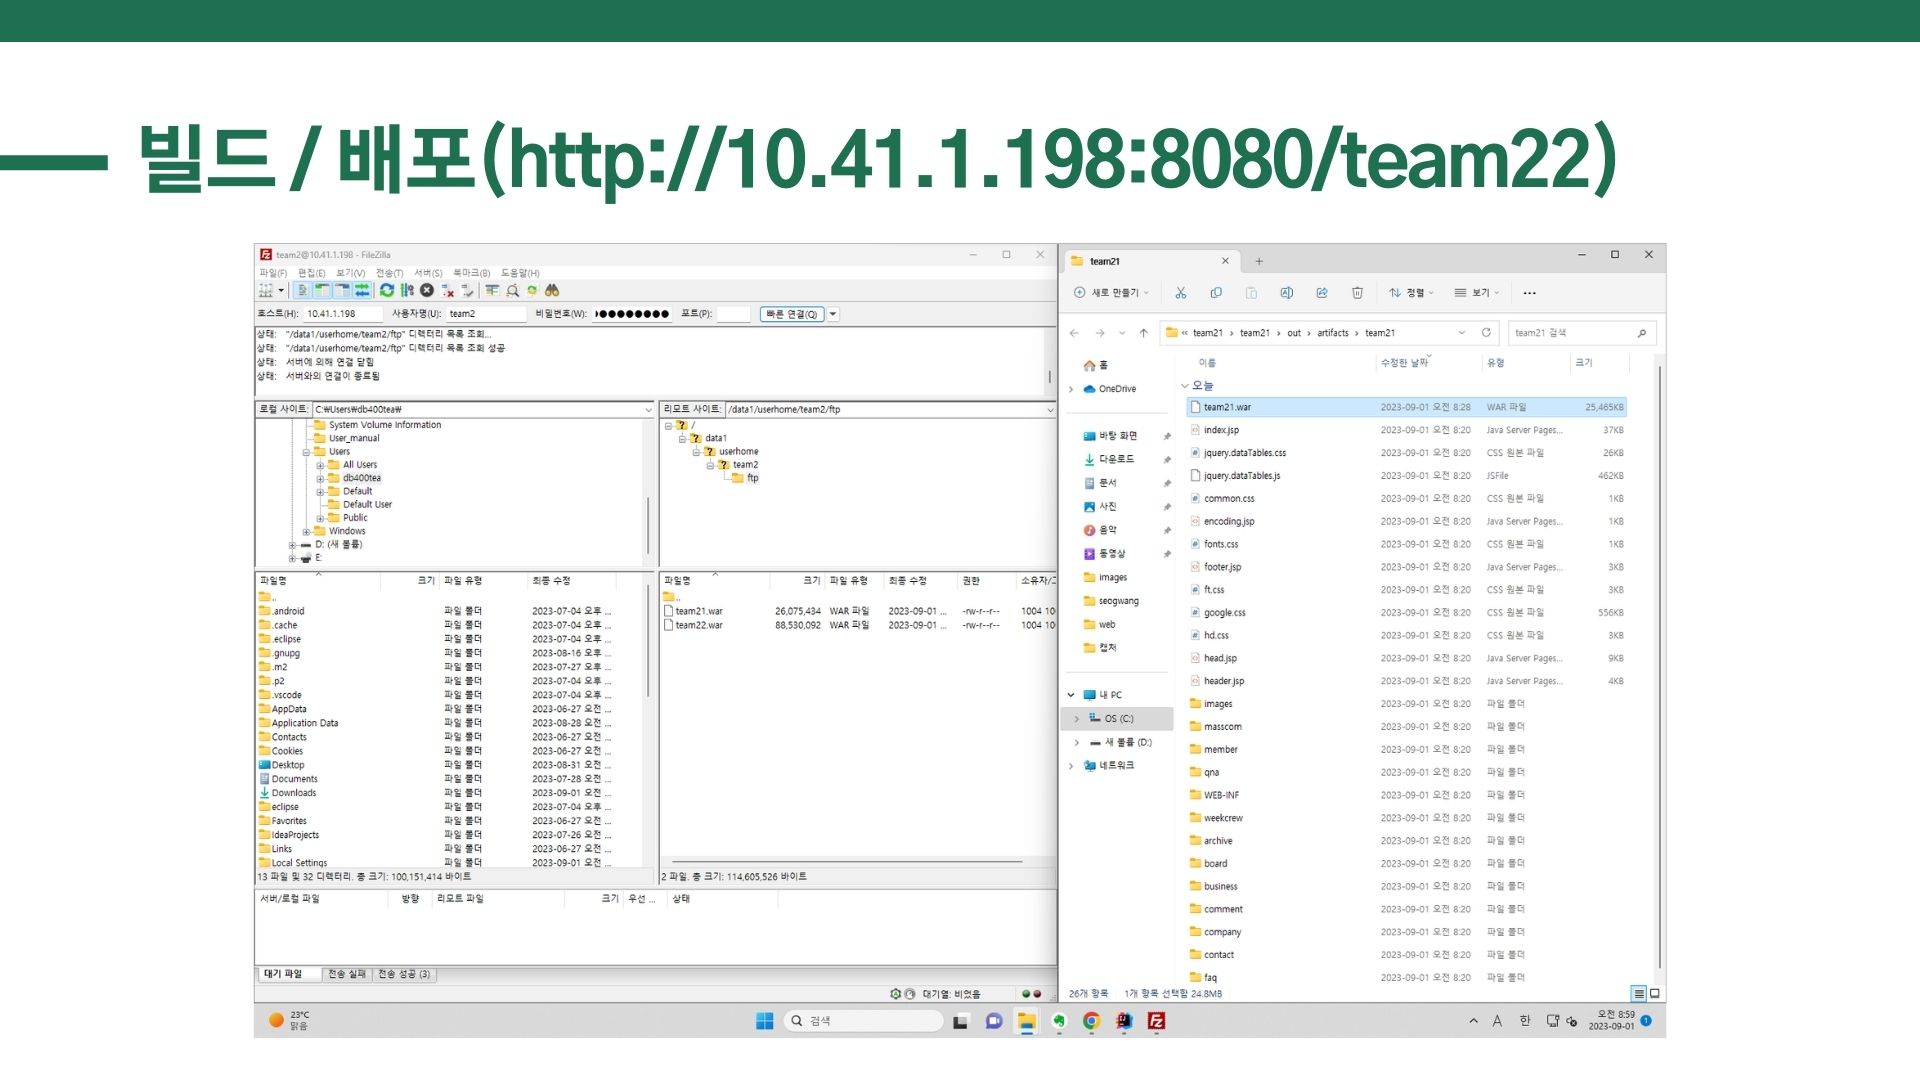 빌드 / 배포(http://10.41.1.198:8080/team22)
team2@10.41.1.198 - FileZilla
파일(F) 편집(E) 보기(V) 전송(T) 서버(S) 북마크(B) 도움말(H)
호스트(H): 10.41.1.198 사용자명(U): team2 비밀번호(W): ●●●●●●●● 포트(P): 빠른 연결(Q)
상태: "/data1/userhome/team2/ftp" 디렉터리 목록 조회...
상태: "/data1/userhome/team2/ftp" 디렉터리 목록 조회 성공
상태: 서버에 의해 연결 닫힘
상태: 서버와의 연결이 종료됨
로컬 사이트: C:₩Users₩db400tea₩
System Volume Information
User_manual
Users
All Users
db400tea
Default
Default User
Public
Windows
D: (새 볼륨)
E:
리모트 사이트: /data1/userhome/team2/ftp
/
data1
userhome
team2
ftp
파일명 크기 파일 유형 최종 수정
..
.android 파일 폴더 2023-07-04 오후 ...
.cache 파일 폴더 2023-07-04 오후 ...
.eclipse 파일 폴더 2023-07-04 오후 ...
.gnupg 파일 폴더 2023-08-16 오후 ...
.m2 파일 폴더 2023-07-27 오후 ...
.p2 파일 폴더 2023-07-04 오후 ...
.vscode 파일 폴더 2023-07-04 오후 ...
AppData 파일 폴더 2023-06-27 오전 ...
Application Data 파일 폴더 2023-08-28 오전 ...
Contacts 파일 폴더 2023-06-27 오전 ...
Cookies 파일 폴더 2023-06-27 오전 ...
Desktop 파일 폴더 2023-08-31 오전 ...
Documents 파일 폴더 2023-07-28 오전 ...
Downloads 파일 폴더 2023-09-01 오전 ...
eclipse 파일 폴더 2023-07-04 오후 ...
Favorites 파일 폴더 2023-06-27 오전 ...
IdeaProjects 파일 폴더 2023-07-26 오전 ...
Links 파일 폴더 2023-06-27 오전 ...
Local Settings 파일 폴더 2023-09-01 오전 ...
13 파일 및 32 디렉터리. 총 크기: 100,151,414 바이트
파일명 크기 파일 유형 최종 수정 권한 소유자/그
..
team21.war 26,075,434 WAR 파일 2023-09-01 ... -rw-r--r-- 1004 10
team22.war 88,530,092 WAR 파일 2023-09-01 ... -rw-r--r-- 1004 10
2 파일. 총 크기: 114,605,526 바이트
서버/로컬 파일 방향 리모트 파일 크기 우선 ... 상태
대기 파일 전송 실패 전송 성공 (3)
대기열: 비었음
team21
새로 만들기 정렬 보기 ...
« team21 › team21 › out › artifacts › team21
team21 검색
홈
OneDrive
바탕 화면
다운로드
문서
사진
음악
동영상
images
seogwang
web
캡처
내 PC
OS (C:)
새 볼륨 (D:)
네트워크
이름 수정한 날짜 유형 크기
오늘
team21.war 2023-09-01 오전 8:28 WAR 파일 25,465KB
index.jsp 2023-09-01 오전 8:20 Java Server Pages... 37KB
jquery.dataTables.css 2023-09-01 오전 8:20 CSS 원본 파일 26KB
jquery.dataTables.js 2023-09-01 오전 8:20 JSFile 462KB
common.css 2023-09-01 오전 8:20 CSS 원본 파일 1KB
encoding.jsp 2023-09-01 오전 8:20 Java Server Pages... 1KB
fonts.css 2023-09-01 오전 8:20 CSS 원본 파일 1KB
footer.jsp 2023-09-01 오전 8:20 Java Server Pages... 3KB
ft.css 2023-09-01 오전 8:20 CSS 원본 파일 3KB
google.css 2023-09-01 오전 8:20 CSS 원본 파일 556KB
hd.css 2023-09-01 오전 8:20 CSS 원본 파일 3KB
head.jsp 2023-09-01 오전 8:20 Java Server Pages... 9KB
header.jsp 2023-09-01 오전 8:20 Java Server Pages... 4KB
images 2023-09-01 오전 8:20 파일 폴더
masscom 2023-09-01 오전 8:20 파일 폴더
member 2023-09-01 오전 8:20 파일 폴더
qna 2023-09-01 오전 8:20 파일 폴더
WEB-INF 2023-09-01 오전 8:20 파일 폴더
weekcrew 2023-09-01 오전 8:20 파일 폴더
archive 2023-09-01 오전 8:20 파일 폴더
board 2023-09-01 오전 8:20 파일 폴더
business 2023-09-01 오전 8:20 파일 폴더
comment 2023-09-01 오전 8:20 파일 폴더
company 2023-09-01 오전 8:20 파일 폴더
contact 2023-09-01 오전 8:20 파일 폴더
faq 2023-09-01 오전 8:20 파일 폴더
26개 항목 1개 항목 선택함 24.8MB
23°C
맑음
검색
A 한
오전 8:59
2023-09-01
1